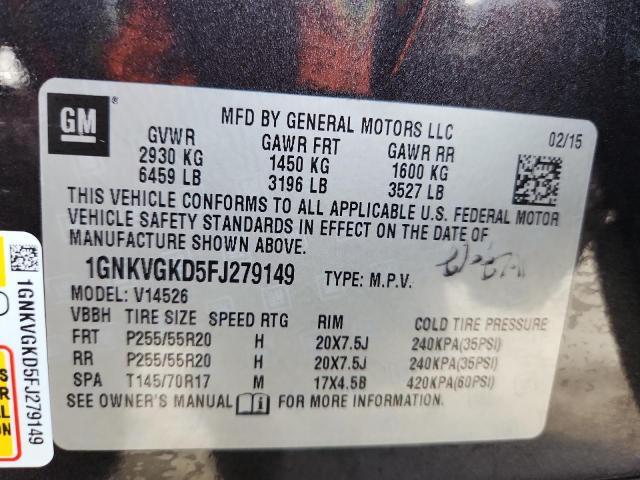 GM
MFD BY GENERAL MOTORS LLC
02/15
GVWR GAWR FRT GAWR RR
2930 KG 1450 KG 1600 KG
6459 LB 3196 LB 3527 LB
THIS VEHICLE CONFORMS TO ALL APPLICABLE U.S. FEDERAL MOTOR
VEHICLE SAFETY STANDARDS IN EFFECT ON THE DATE OF
MANUFACTURE SHOWN ABOVE.
1GNKVGKD5FJ279149 TYPE: M.P.V.
MODEL: V14526
VBBH TIRE SIZE SPEED RTG RIM COLD TIRE PRESSURE
FRT P255/55R20 H 20X7.5J 240KPA(35PSI)
RR P255/55R20 H 20X7.5J 240KPA(35PSI)
SPA T145/70R17 M 17X4.5B 420KPA(60PSI)
SEE OWNER'S MANUAL FOR MORE INFORMATION.
1GNKVGKD5FJ279149